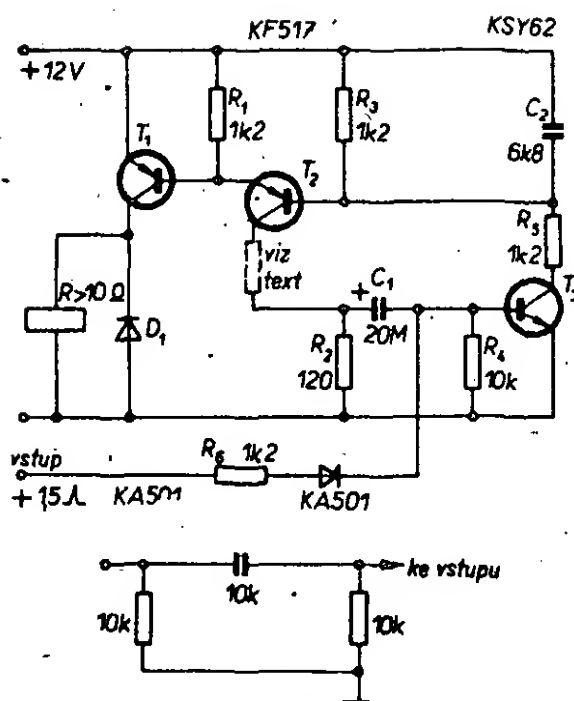 KF517 KSY62
+12V
R1
1k2
R3
1k2
C2
6k8
T1
T2
R5
1k2
viz
text
R>10Ω
D1
+ C1
20M
T
R2
120
R4
10k
vstup
R6 1k2
+1,5 KA501 KA501
ke vstupu
10k
10k
10k